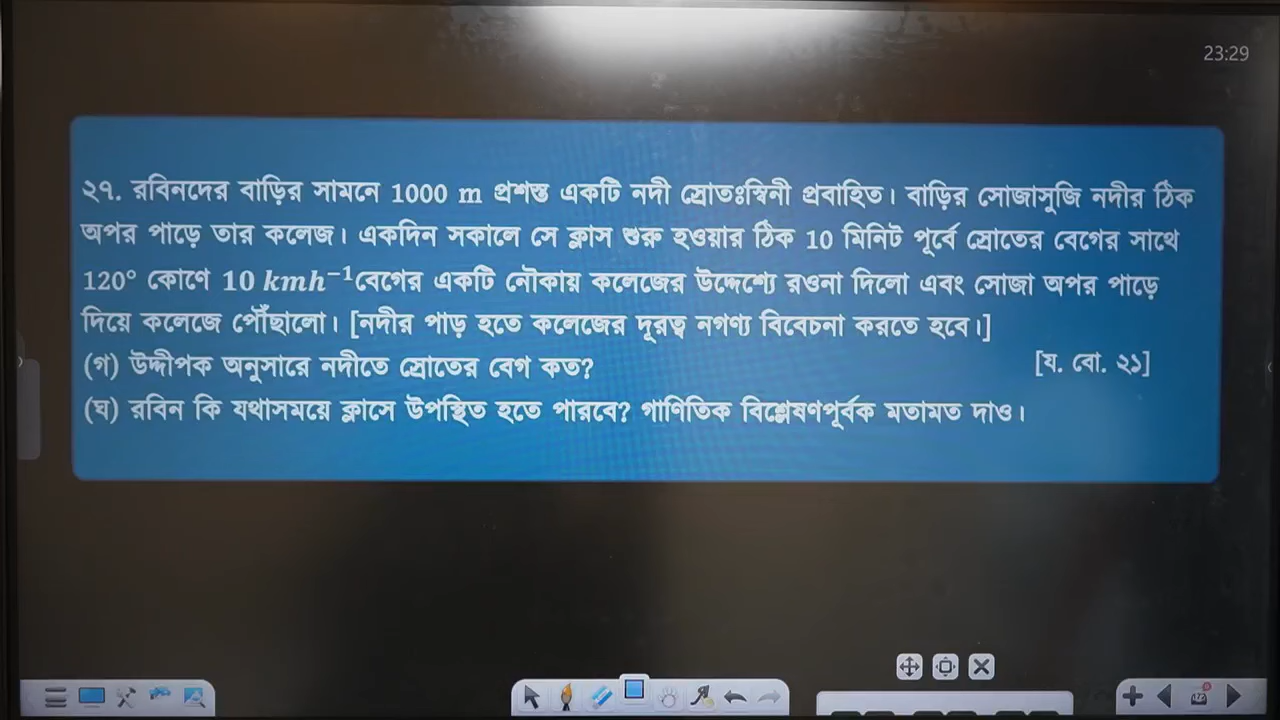 23:29
২৭. রবিনদের বাড়ির সামনে 1000 m প্রশস্ত একটি নদী স্রোতঃস্বিনী প্রবাহিত। বাড়ির সোজাসুজি নদীর ঠিক
অপর পাড়ে তার কলেজ। একদিন সকালে সে ক্লাস শুরু হওয়ার ঠিক 10 মিনিট পূর্বে স্রোতের বেগের সাথে
120° কোণে 10 kmh⁻¹বেগের একটি নৌকায় কলেজের উদ্দেশ্যে রওনা দিলো এবং সোজা অপর পাড়ে
দিয়ে কলেজে পৌঁছালো। [নদীর পাড় হতে কলেজের দূরত্ব নগণ্য বিবেচনা করতে হবে।]
(গ) উদ্দীপক অনুসারে নদীতে স্রোতের বেগ কত? [য. বো. ২১]
(ঘ) রবিন কি যথাসময়ে ক্লাসে উপস্থিত হতে পারবে? গাণিতিক বিশ্লেষণপূর্বক মতামত দাও।